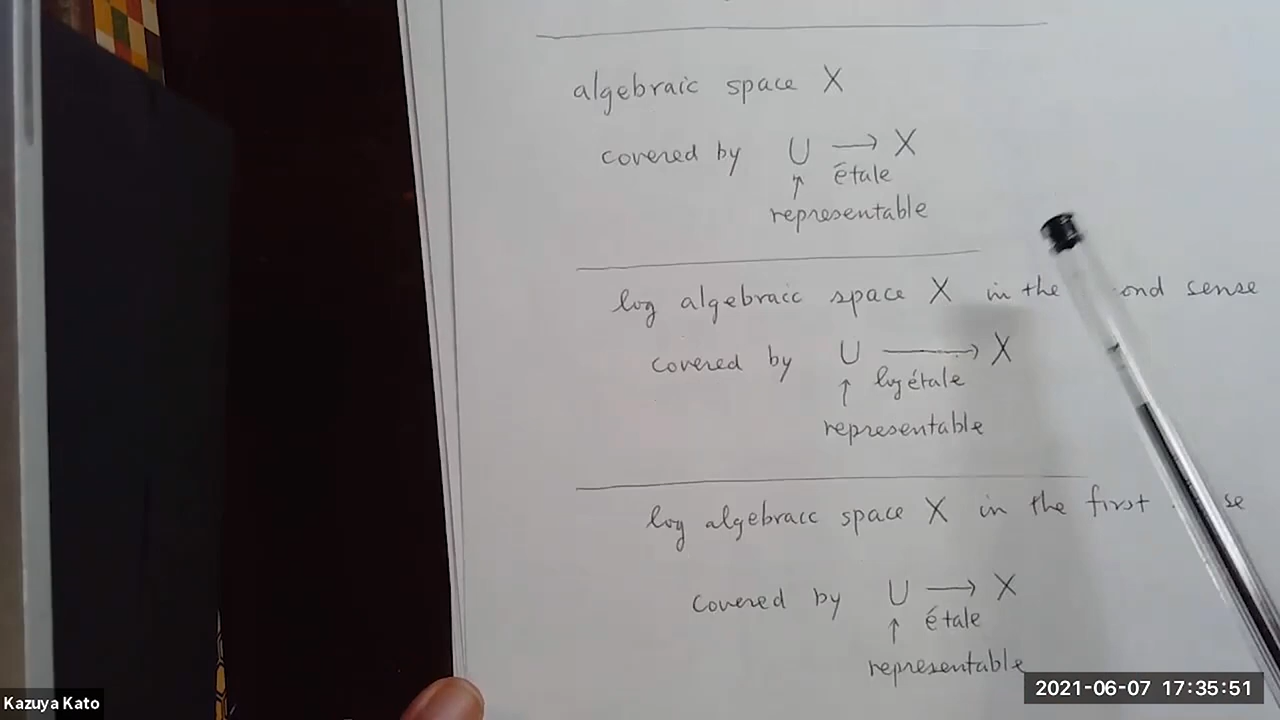 algebraic space X
covered by U → X
↑ étale
representable
log algebraic space X in the ond sense
covered by U → X
↑ log étale
representable
log algebraic space X in the first se
covered by U → X
↑ étale
representable
Kazuya Kato
2021-06-07 17:35:51